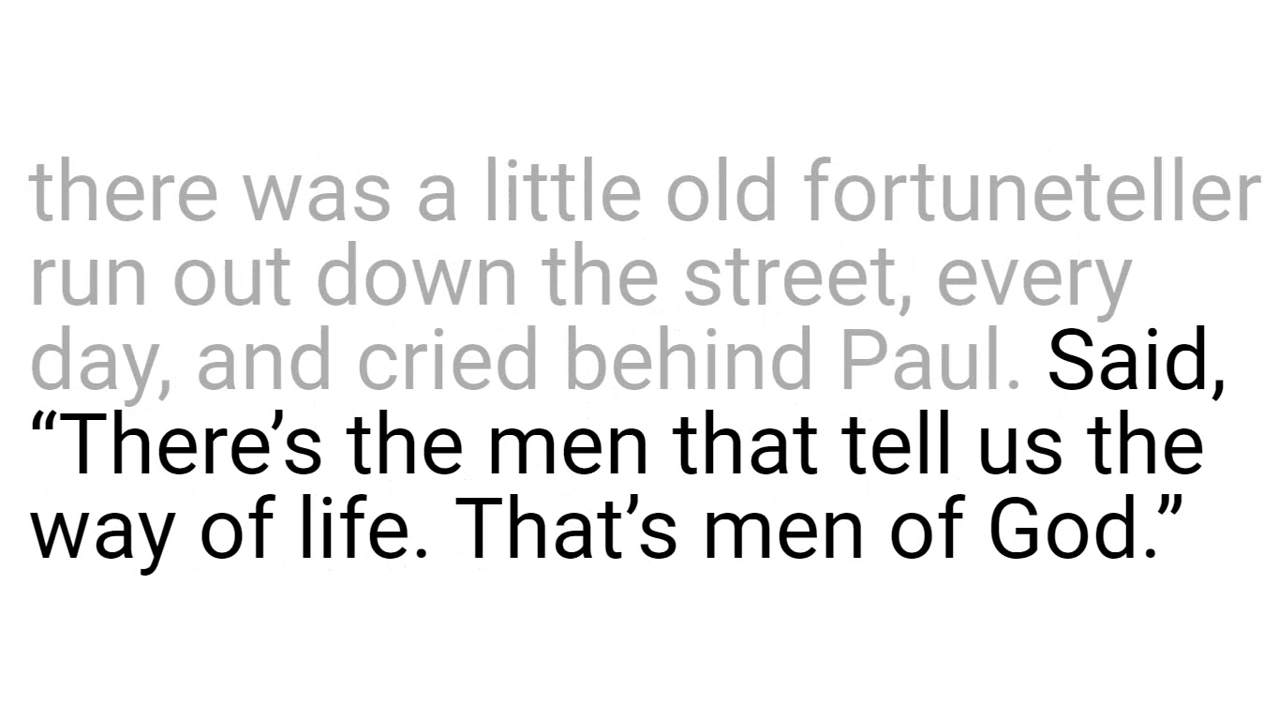 there was a little old fortuneteller
run out down the street, every
day, and cried behind Paul. Said,
“There’s the men that tell us the
way of life. That’s men of God.”